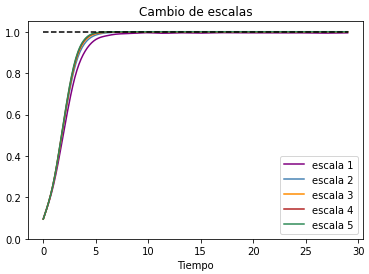 Cambio de escalas
1.0
0.8
0.6
0.4
0.2
0.0
escala 1
escala 2
escala 3
escala 4
escala 5
0 5 10 15 20 25 30
Tiempo